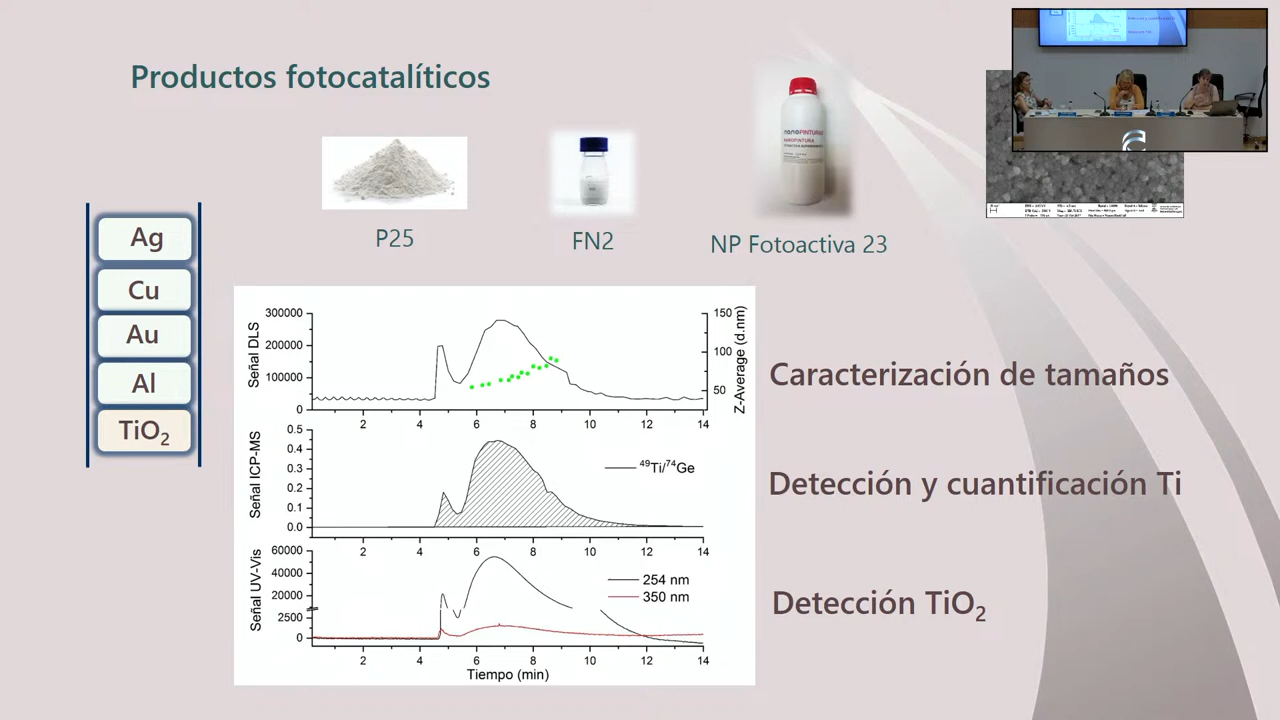 Productos fotocatalíticos
nanoPINTURAS
P25
FN2
NP Fotoactiva 23
Ag
Cu
Au
Al
TiO2
Señal DLS
300000
200000
100000
0
150
100
50
Z-Average (d.nm)
2 4 6 8 10 12 14
Señal ICP-MS
0.5
0.4
0.3
0.2
0.1
0.0
49Ti/74Ge
2 4 6 8 10 12 14
Señal UV-Vis
60000
40000
20000
2500
0
254 nm
350 nm
2 4 6 8 10 12 14
Tiempo (min)
Caracterización de tamaños
Detección y cuantificación Ti
Detección TiO2